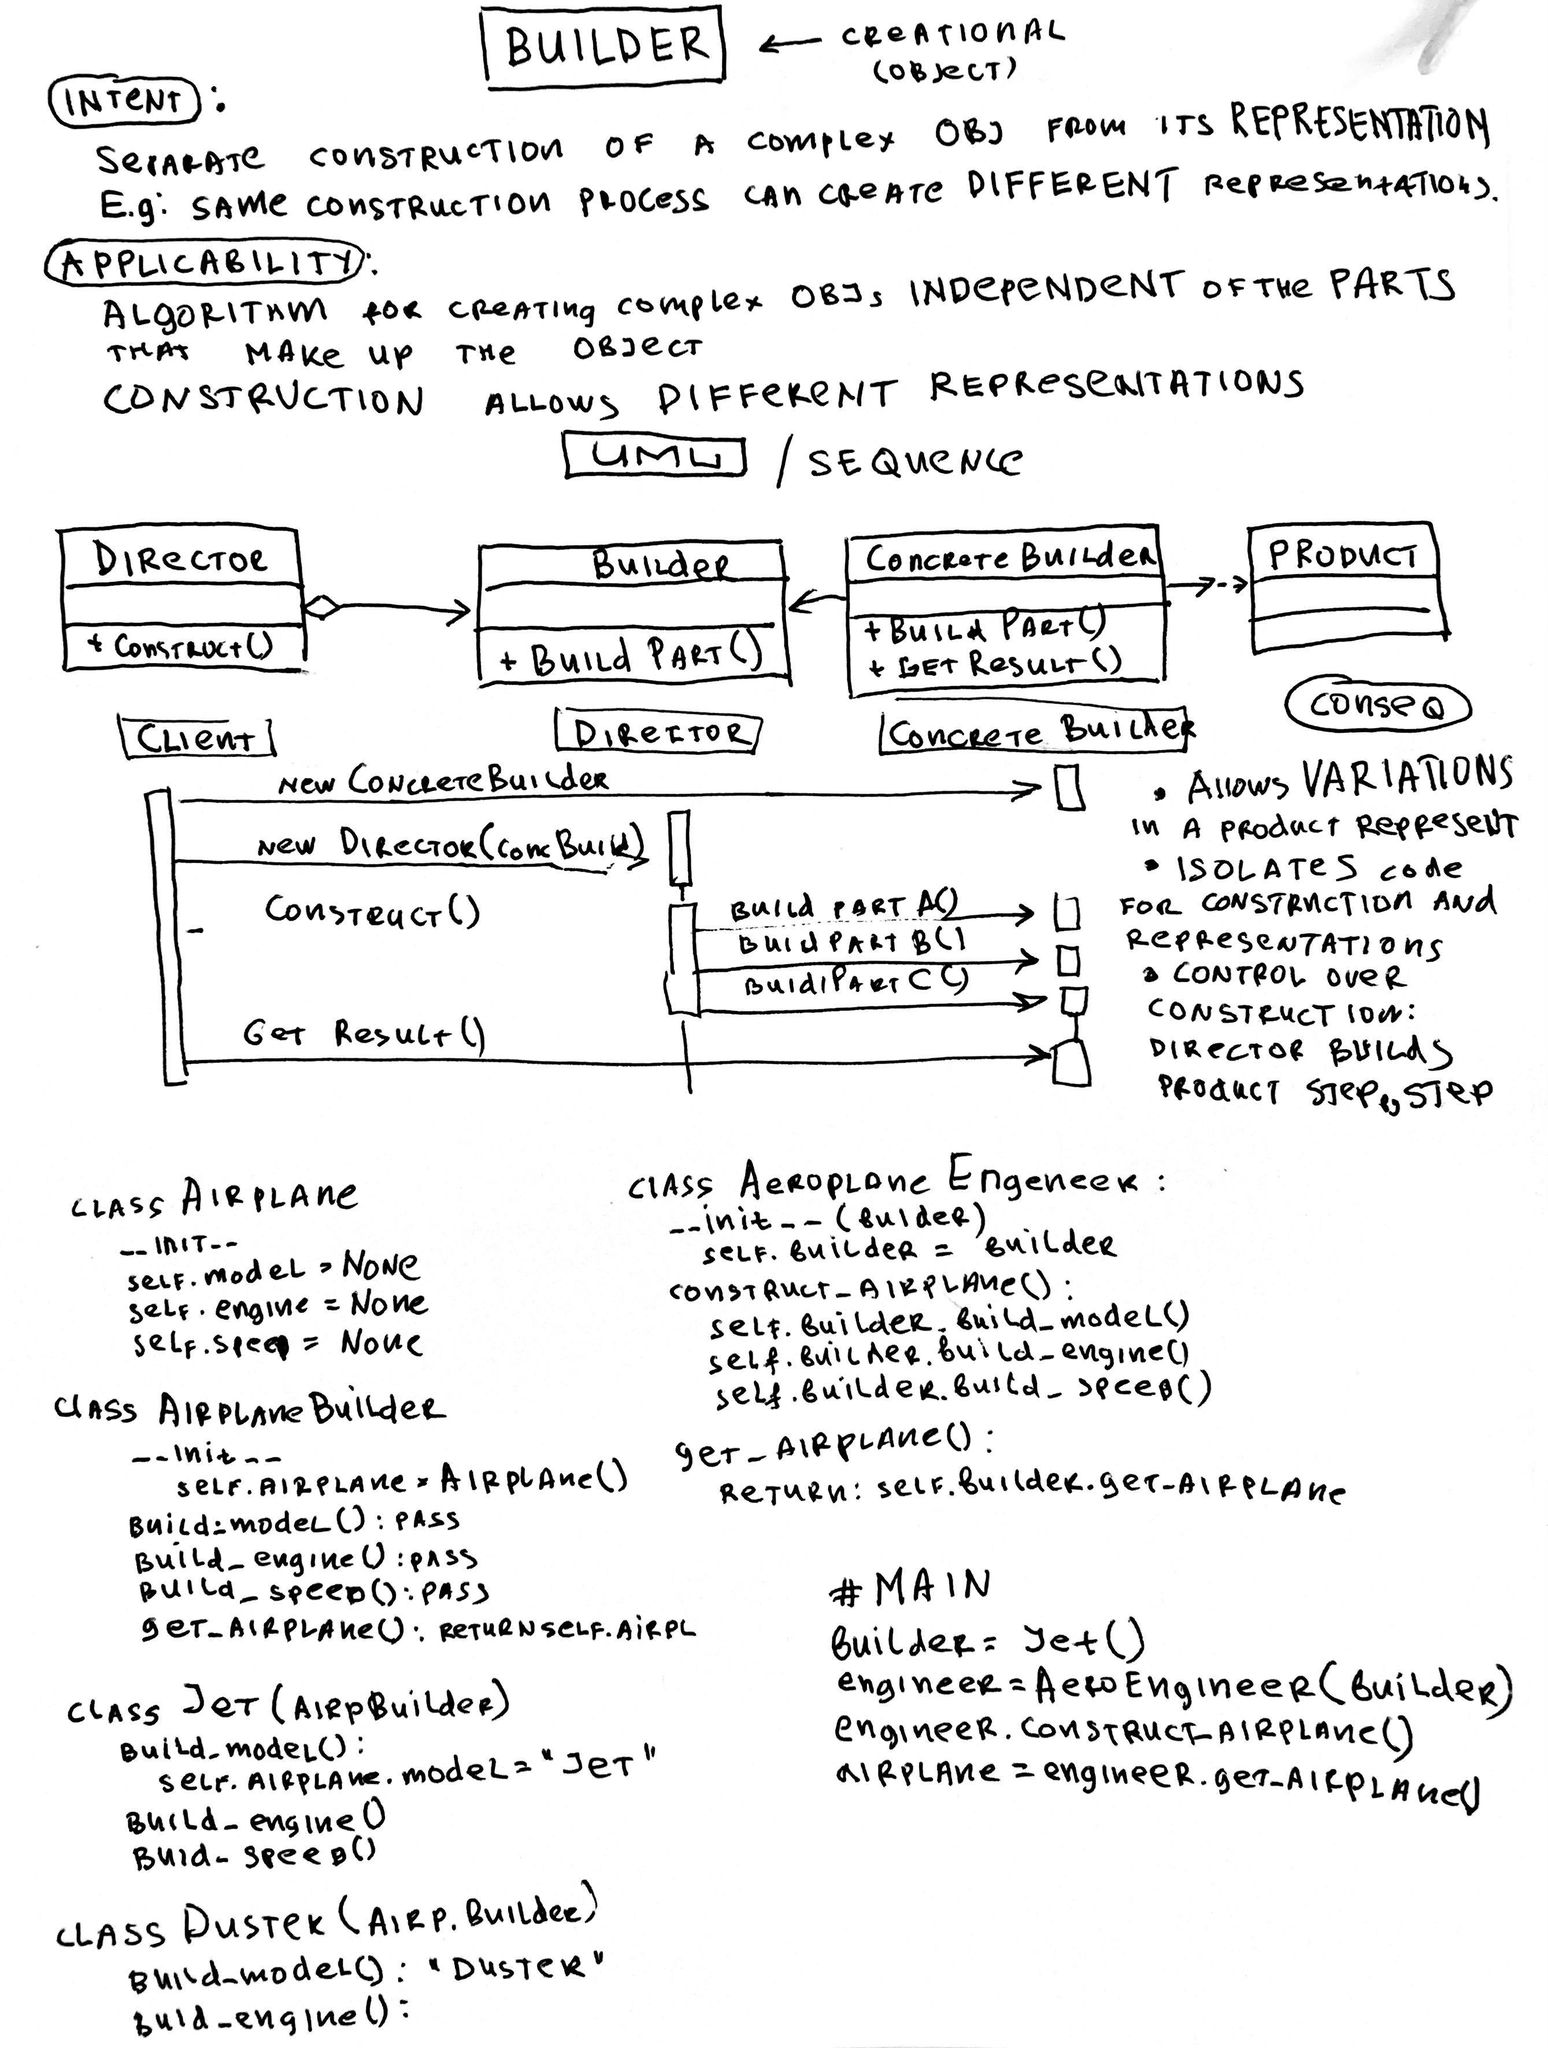 BUILDER ← CREATIONAL
(OBJECT)
INTENT:
SEPARATE CONSTRUCTION OF A COMPLEX OBJ FROM ITS REPRESENTATION
E.g: SAME CONSTRUCTION PROCESS CAN CREATE DIFFERENT REPRESENTATIONS.
APPLICABILITY:
ALGORITHM FOR CREATING COMPLEX OBJs INDEPENDENT OF THE PARTS
THAT MAKE UP THE OBJECT
CONSTRUCTION ALLOWS DIFFERENT REPRESENTATIONS
UML / SEQUENCE
DIRECTOR
+ CONSTRUCT()
BUILDER
+ BUILD PART()
CONCRETE BUILDER
+ BUILD PART()
+ GET RESULT()
PRODUCT
CLIENT
DIRECTOR
CONCRETE BUILDER
NEW CONCRETEBUILDER
NEW DIRECTOR(CONCBUILD)
CONSTRUCT()
BUILD PART A()
BUILD PART B()
BUILD PART C()
GET RESULT()
CONSEQ
• ALLOWS VARIATIONS
IN A PRODUCT REPRESENT
• ISOLATES CODE
FOR CONSTRUCTION AND
REPRESENTATIONS
• CONTROL OVER
CONSTRUCTION:
DIRECTOR BUILDS
PRODUCT STEP by STEP
CLASS AIRPLANE
__INIT__
SELF.MODEL = NONE
SELF.ENGINE = NONE
SELF.SPEED = NONE
CLASS AIRPLANEBUILDER
__INIT__
SELF.AIRPLANE = AIRPLANE()
BUILD_MODEL(): PASS
BUILD_ENGINE(): PASS
BUILD_SPEED(): PASS
GET_AIRPLANE(): RETURN SELF.AIRPL
CLASS JET (AIRPBUILDER)
BUILD_MODEL():
SELF.AIRPLANE.MODEL = "JET"
BUILD_ENGINE()
BUID_SPEED()
CLASS DUSTER (AIRP.BUILDER)
BUILD_MODEL(): "DUSTER"
BUID_ENGINE():
CLASS AEROPLANE ENGENEER:
__init__ (BULDER)
SELF.BUILDER = BUILDER
CONSTRUCT_AIRPLANE():
SELF.BUILDER.BUILD_MODEL()
SELF.BUILDER.BUILD_ENGINE()
SELF.BUILDER.BUILD_SPEED()
GET_AIRPLANE():
RETURN: SELF.BUILDER.GET_AIRPLANE
# MAIN
BUILDER = JET()
ENGINEER = AEROENGINEER(BUILDER)
ENGINEER.CONSTRUCT_AIRPLANE()
AIRPLANE = ENGINEER.GET_AIRPLANE()